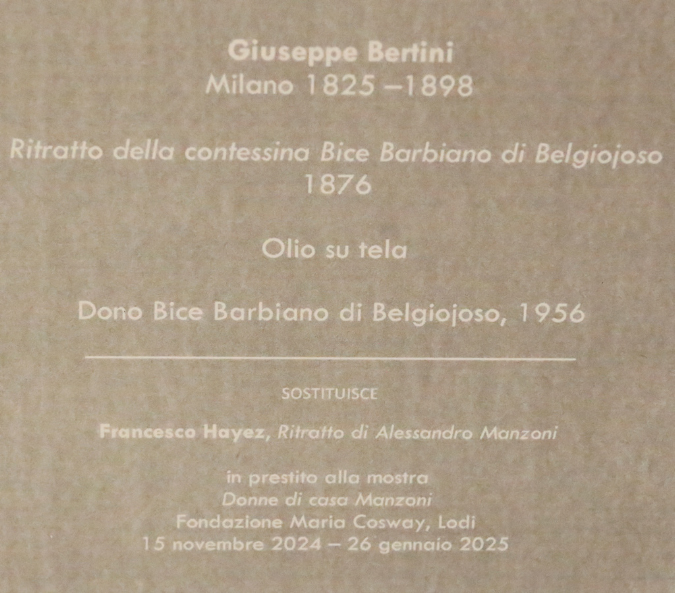 Giuseppe Bertini
Milano 1825 – 1898
Ritratto della contessina Bice Barbiano di Belgiojoso
1876
Olio su tela
Dono Bice Barbiano di Belgiojoso, 1956
SOSTITUISCE
Francesco Hayez, Ritratto di Alessandro Manzoni
in prestito alla mostra
Donne di casa Manzoni
Fondazione Maria Cosway, Lodi
15 novembre 2024 – 26 gennaio 2025